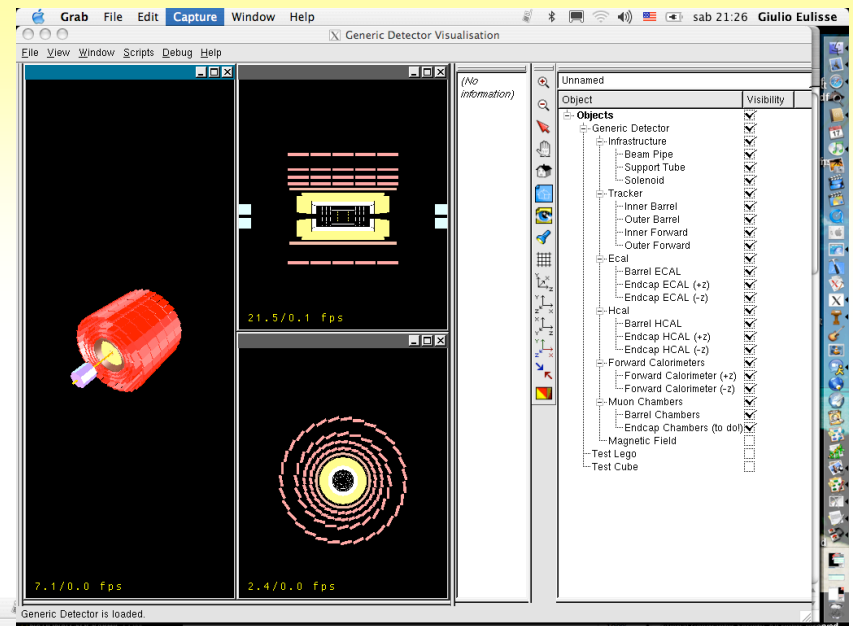 Grab File Edit Capture Window Help sab 21:26 Giulio Eulisse
X Generic Detector Visualisation
File View Window Scripts Debug Help
(No
information)
Unnamed
Object Visibility
Objects
Generic Detector
Infrastructure
Beam Pipe
Support Tube
Solenoid
Tracker
Inner Barrel
Outer Barrel
Inner Forward
Outer Forward
Ecal
Barrel ECAL
Endcap ECAL (+z)
Endcap ECAL (-z)
Hcal
Barrel HCAL
Endcap HCAL (+z)
Endcap HCAL (-z)
Forward Calorimeters
Forward Calorimeter (+z)
Forward Calorimeter (-z)
Muon Chambers
Barrel Chambers
Endcap Chambers (to do!)
Magnetic Field
Test Lego
Test Cube
21.5/0.1 fps
7.1/0.0 fps
2.4/0.0 fps
Generic Detector is loaded.